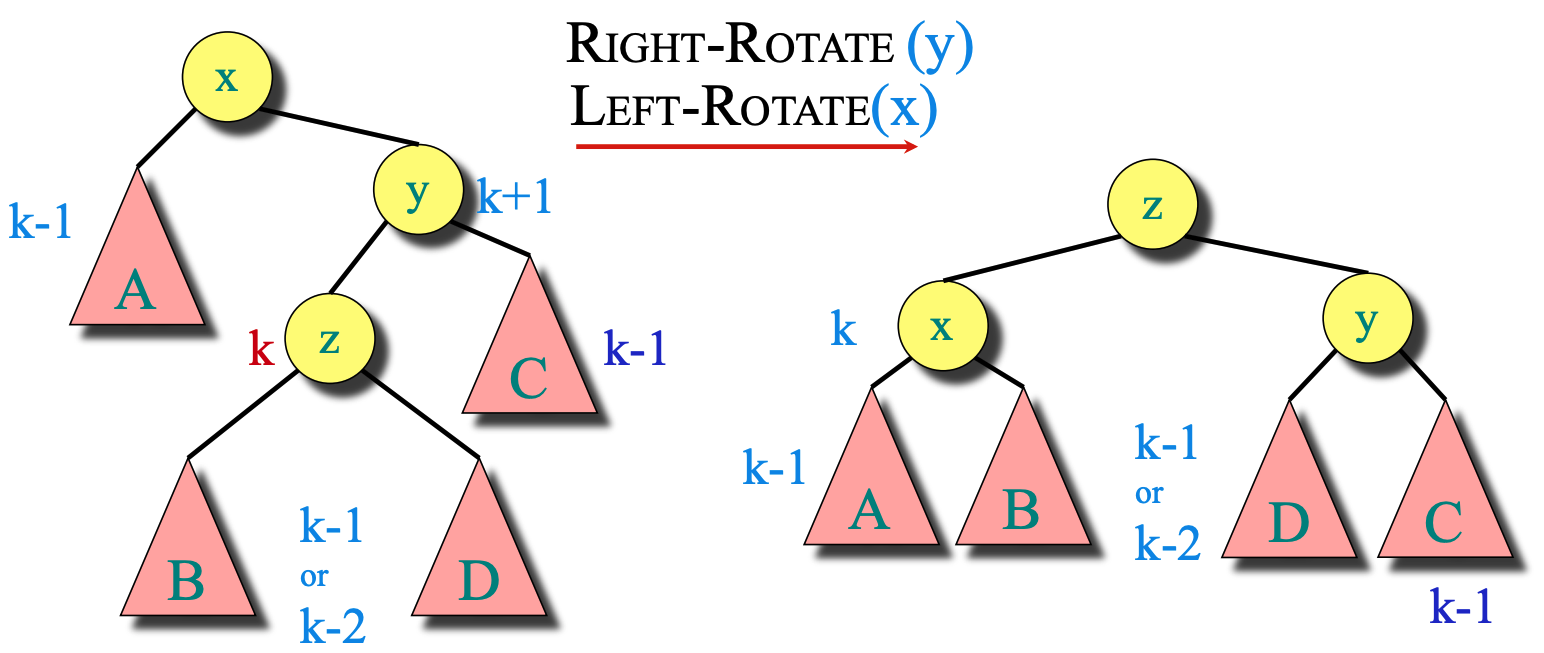 RIGHT-ROTATE (y)
LEFT-ROTATE(x)
x
k-1
A
y
k+1
k
z
C
k-1
B
k-1
or
k-2
D
z
k
x
y
k-1
A
B
k-1
or
k-2
D
C
k-1